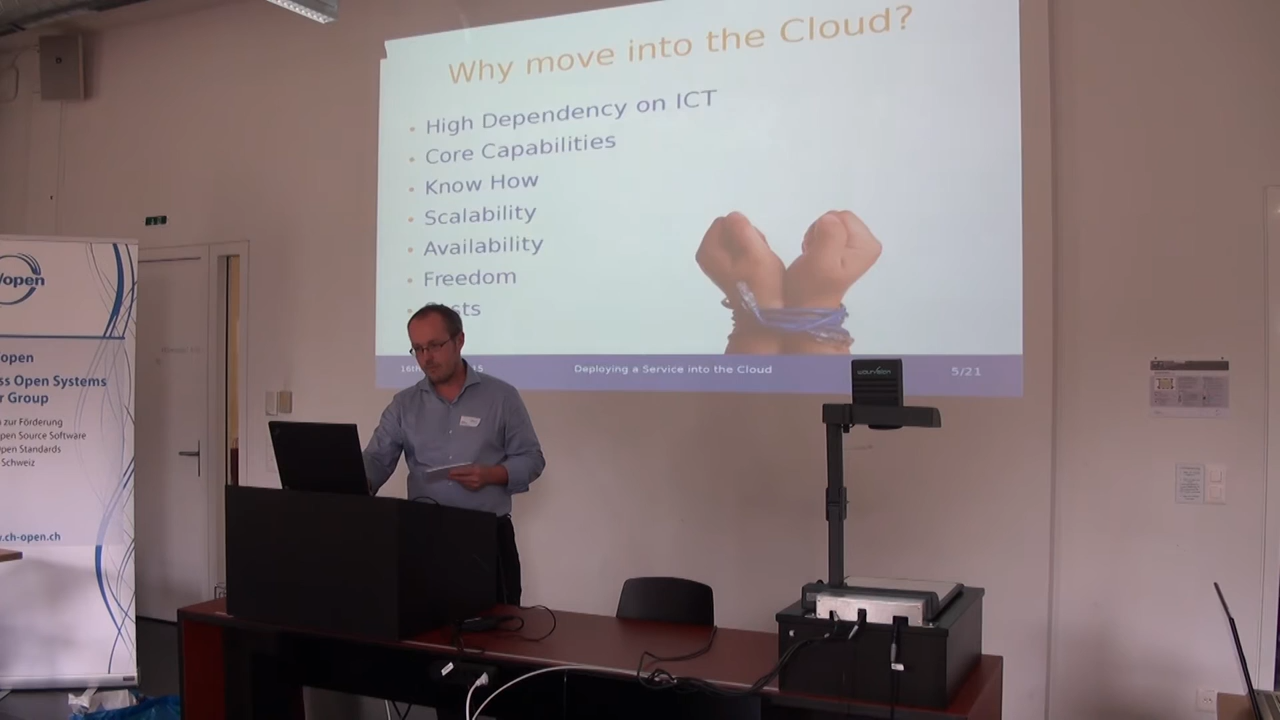 Why move into the Cloud?
High Dependency on ICT
Core Capabilities
Know How
Scalability
Availability
Freedom
Deploying a Service into the Cloud
5/21
/open
open
ss Open Systems
r Group
zur Förderung
pen Source Software
pen Standards
Schweiz
.ch-open.ch
WOLFVISION